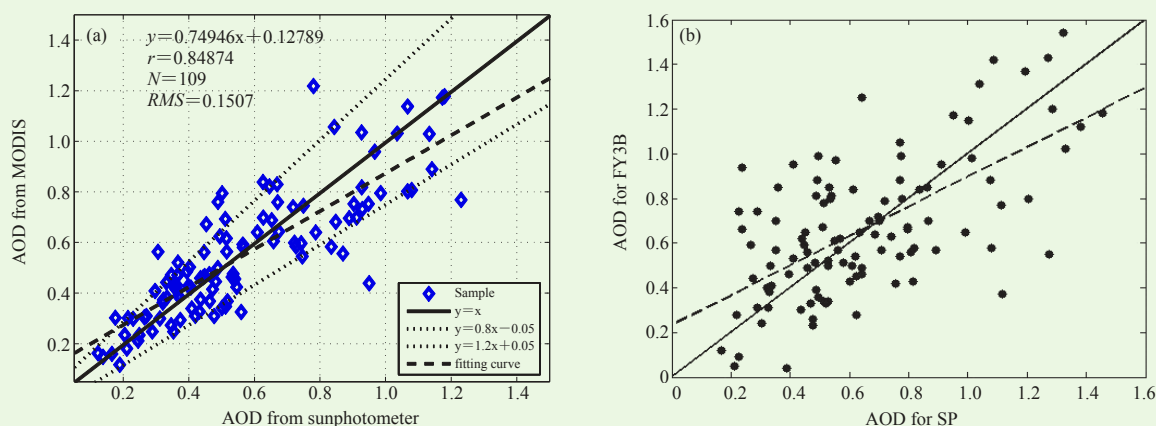 (a)
y=0.74946x+0.12789
r=0.84874
N=109
RMS=0.1507
1.4
1.2
1.0
0.8
0.6
0.4
0.2
AOD from MODIS
Sample
y=x
y=0.8x−0.05
y=1.2x+0.05
fitting curve
0.2 0.4 0.6 0.8 1.0 1.2 1.4
AOD from sunphotometer
(b)
1.6
1.4
1.2
1.0
0.8
0.6
0.4
0.2
0
AOD for FY3B
0 0.2 0.4 0.6 0.8 1.0 1.2 1.4 1.6
AOD for SP